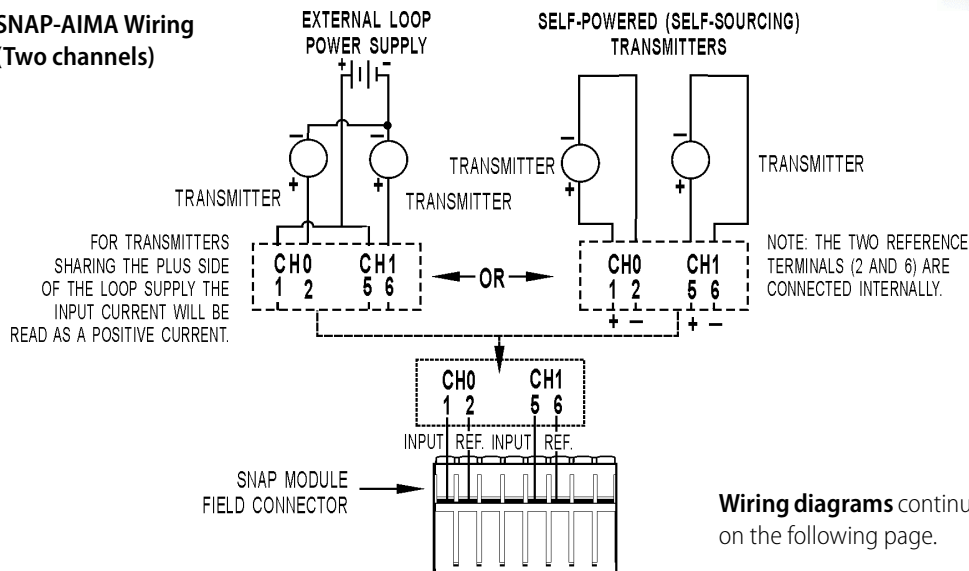 SNAP-AIMA Wiring
(Two channels)
EXTERNAL LOOP
POWER SUPPLY
+ -
- -
+ +
TRANSMITTER
TRANSMITTER
FOR TRANSMITTERS
SHARING THE PLUS SIDE
OF THE LOOP SUPPLY THE
INPUT CURRENT WILL BE
READ AS A POSITIVE CURRENT.
CH0 CH1
1 2 5 6
OR
SELF-POWERED (SELF-SOURCING)
TRANSMITTERS
- -
+ +
TRANSMITTER
TRANSMITTER
CH0 CH1
1 2 5 6
+ - + -
NOTE: THE TWO REFERENCE
TERMINALS (2 AND 6) ARE
CONNECTED INTERNALLY.
CH0 CH1
1 2 5 6
INPUT REF. INPUT REF.
SNAP MODULE
FIELD CONNECTOR
Wiring diagrams continu
on the following page.